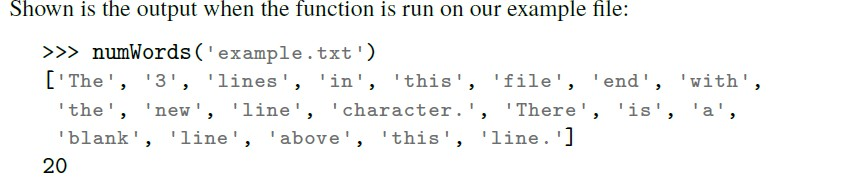 Shown is the output when the function is run on our example file:
>>> numWords('example.txt')
['The', '3', 'lines', 'in', 'this', 'file', 'end', 'with',
'the', 'new', 'line', 'character.', 'There', 'is', 'a',
'blank', 'line', 'above', 'this', 'line.']
20